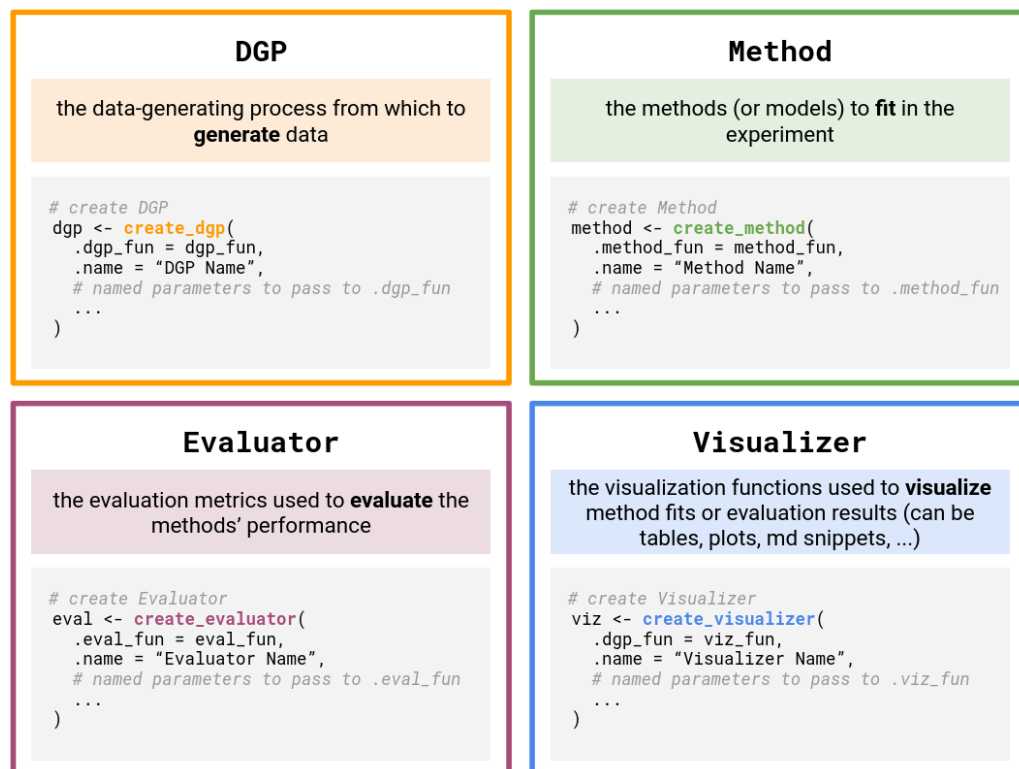 DGP
the data-generating process from which to
generate data
# create DGP
dgp <- create_dgp(
.dgp_fun = dgp_fun,
.name = “DGP Name”,
# named parameters to pass to .dgp_fun
...
)
Method
the methods (or models) to fit in the
experiment
# create Method
method <- create_method(
.method_fun = method_fun,
.name = “Method Name”,
# named parameters to pass to .method_fun
...
)
Evaluator
the evaluation metrics used to evaluate the
methods’ performance
# create Evaluator
eval <- create_evaluator(
.eval_fun = eval_fun,
.name = “Evaluator Name”,
# named parameters to pass to .eval_fun
...
)
Visualizer
the visualization functions used to visualize
method fits or evaluation results (can be
tables, plots, md snippets, ...)
# create Visualizer
viz <- create_visualizer(
.dgp_fun = viz_fun,
.name = “Visualizer Name”,
# named parameters to pass to .viz_fun
...
)